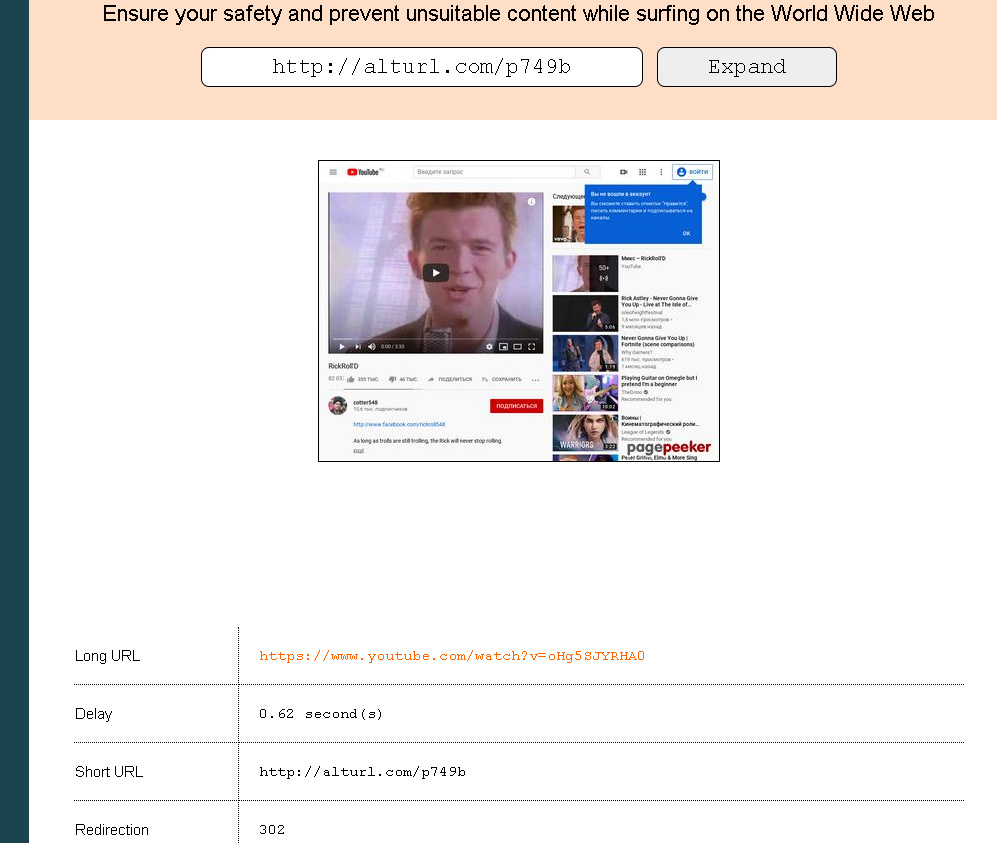 Ensure your safety and prevent unsuitable content while surfing on the World Wide Web
http://alturl.com/p749b
Expand
YouTube RU
Введите запрос
ВОЙТИ
Вы не вошли в аккаунт
Вы сможете ставить отметки "Нравится",
писать комментарии и подписываться на
каналы.
ОК
Следующее
vevo
50+
Микс – RickRoll'D
YouTube
Rick Astley - Never Gonna Give
You Up - Live at The Isle of...
isleofwightfestival
1,6 млн просмотров •
9 месяцев назад
5:06
Never Gonna Give You Up |
Fortnite (scene comparisons)
Why Gamers?
619 тыс. просмотров •
1 месяц назад
1:19
Playing Guitar on Omegle but I
pretend I'm a beginner
TheDooo
Recommended for you
10:02
Воины |
Кинематографический роли...
League of Legends
Recommended for you
WARRIORS
3:22
pagepeeker
Peter Griffin, Elmo & More Sing
0:00 / 3:33
RickRoll'D
355 ТЫС.
46 ТЫС.
ПОДЕЛИТЬСЯ
СОХРАНИТЬ
...
cotter548
10,6 тыс. подписчиков
ПОДПИСАТЬСЯ
http://www.facebook.com/rickroll548
As long as trolls are still trolling, the Rick will never stop rolling.
ЕЩЁ
Long URL
https://www.youtube.com/watch?v=oHg5SJYRHA0
Delay
0.62 second(s)
Short URL
http://alturl.com/p749b
Redirection
302